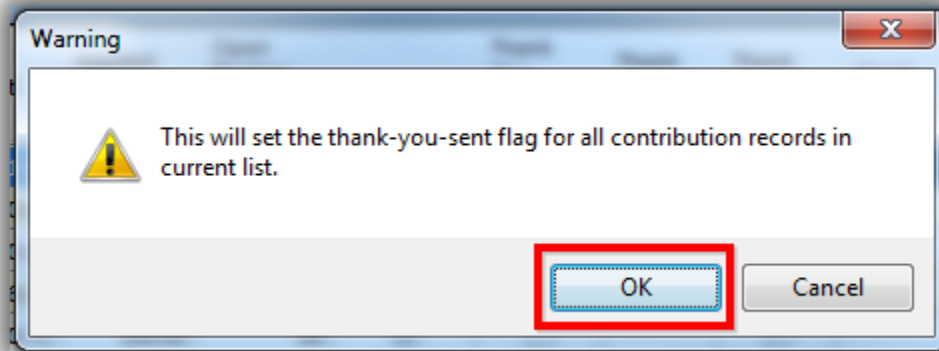 Warning
This will set the thank-you-sent flag for all contribution records in
current list.
OK
Cancel